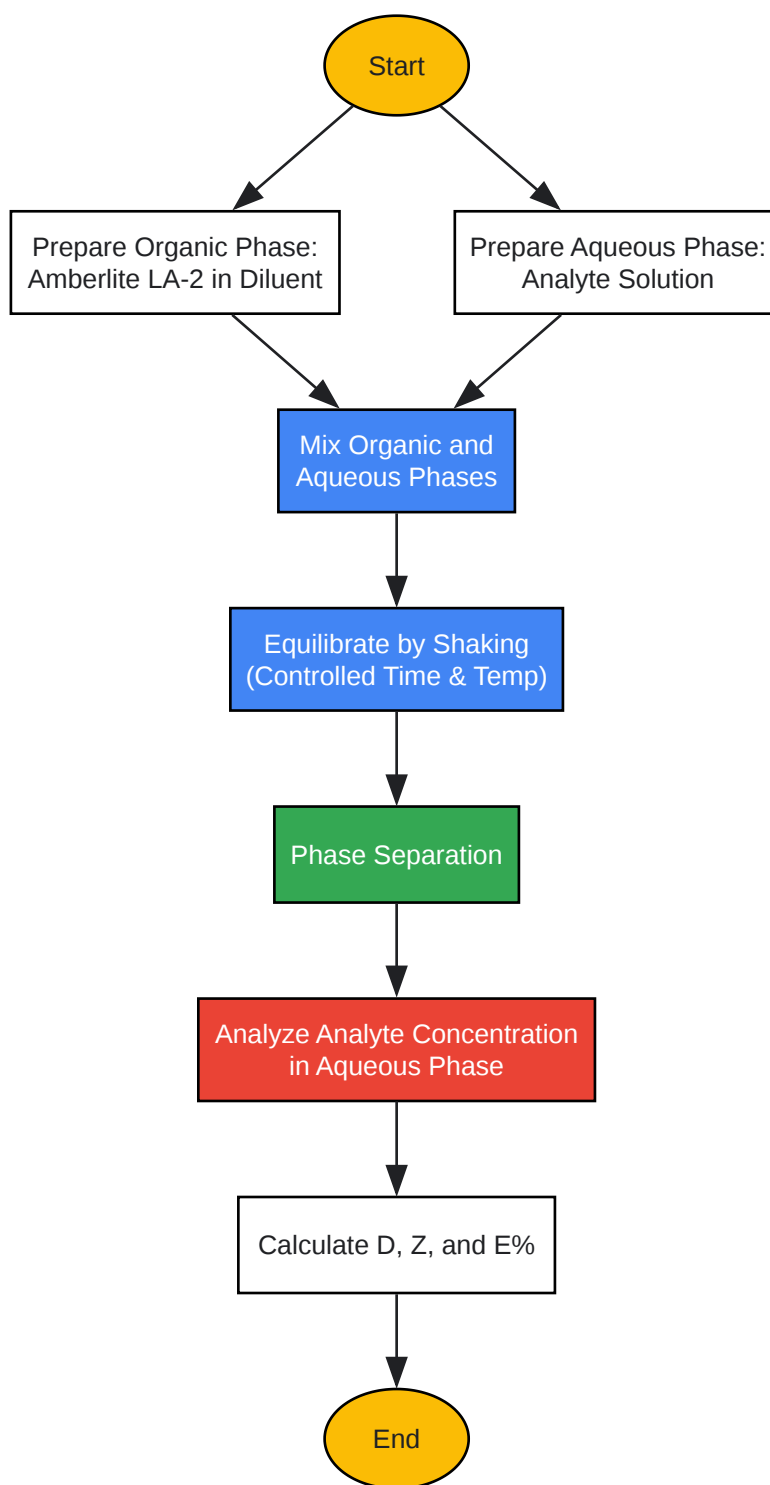 Start
Prepare Organic Phase:
Amberlite LA-2 in Diluent
Prepare Aqueous Phase:
Analyte Solution
Mix Organic and
Aqueous Phases
Equilibrate by Shaking
(Controlled Time & Temp)
Phase Separation
Analyze Analyte Concentration
in Aqueous Phase
Calculate D, Z, and E%
End